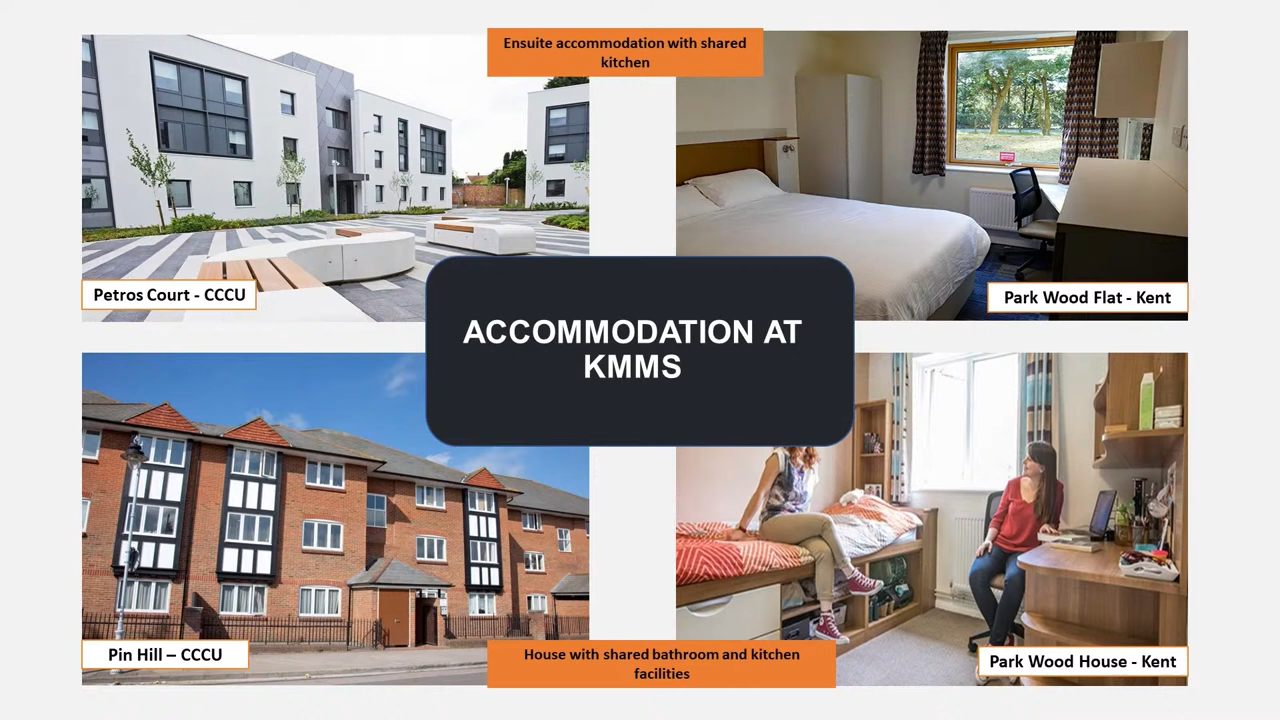 Ensuite accommodation with shared
kitchen
Petros Court - CCCU
Park Wood Flat - Kent
ACCOMMODATION AT
KMMS
Pin Hill – CCCU
House with shared bathroom and kitchen
facilities
Park Wood House - Kent